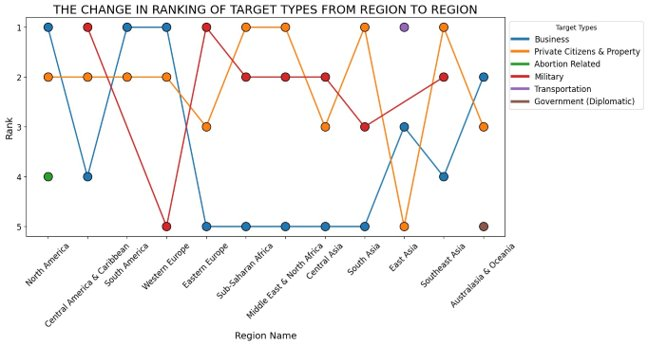 THE CHANGE IN RANKING OF TARGET TYPES FROM REGION TO REGION
Target Types
Business
Private Citizens & Property
Abortion Related
Military
Transportation
Government (Diplomatic)
Rank
1
2
3
4
5
North America
Central America & Caribbean
South America
Western Europe
Eastern Europe
Sub-Saharan Africa
Middle East & North Africa
Central Asia
South Asia
East Asia
Southeast Asia
Australasia & Oceania
Region Name